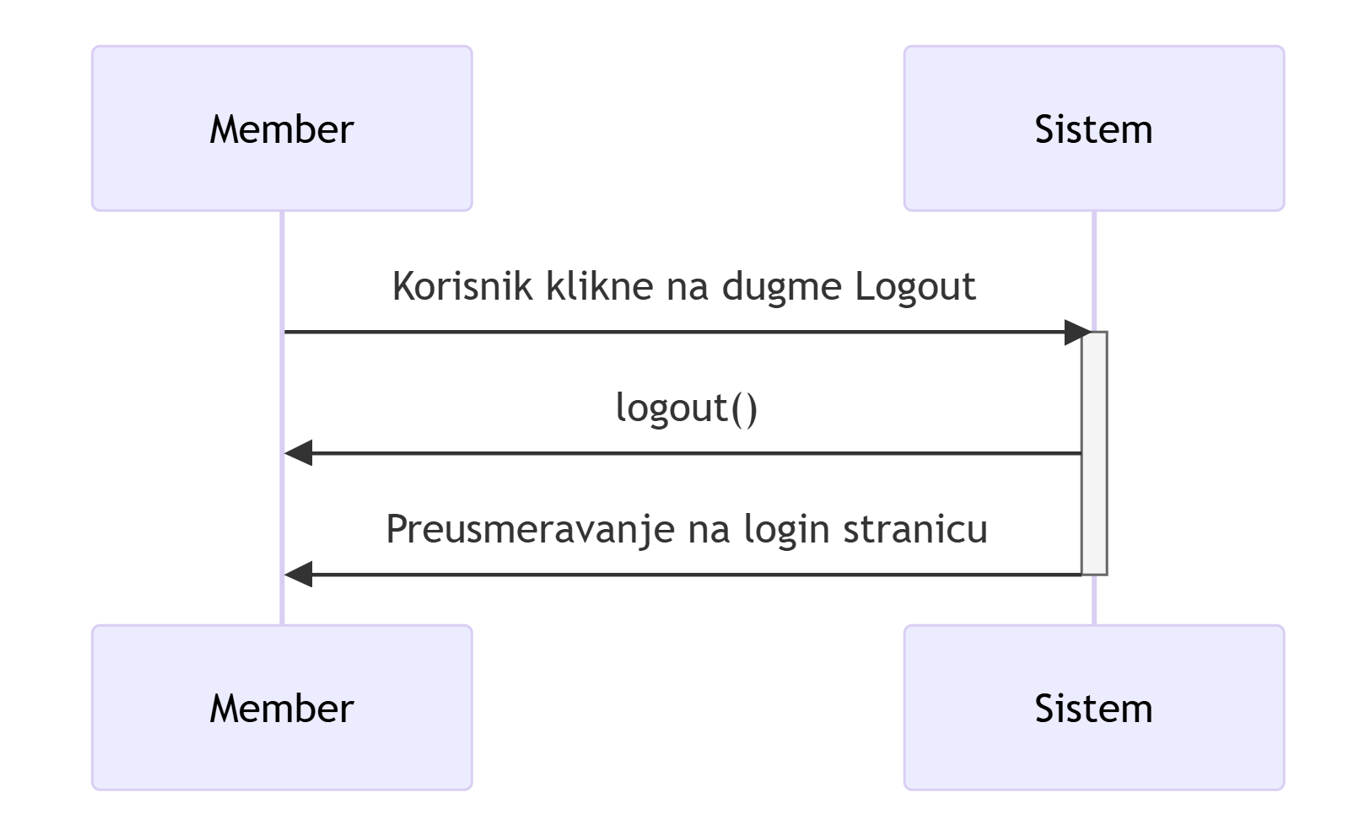 Member
Sistem
Korisnik klikne na dugme Logout
logout()
Preusmeravanje na login stranicu
Member
Sistem